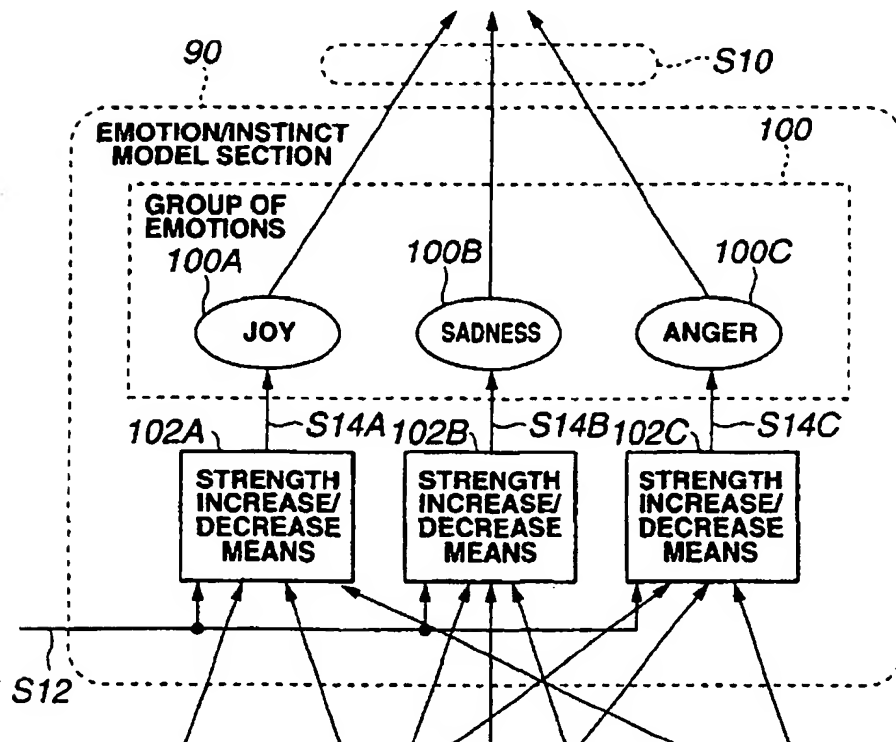 90
S10
EMOTION/INSTINCT
MODEL SECTION
100
GROUP OF
EMOTIONS
100A
100B
100C
JOY
SADNESS
ANGER
102A
S14A
102B
S14B
102C
S14C
STRENGTH
INCREASE/
DECREASE
MEANS
STRENGTH
INCREASE/
DECREASE
MEANS
STRENGTH
INCREASE/
DECREASE
MEANS
S12